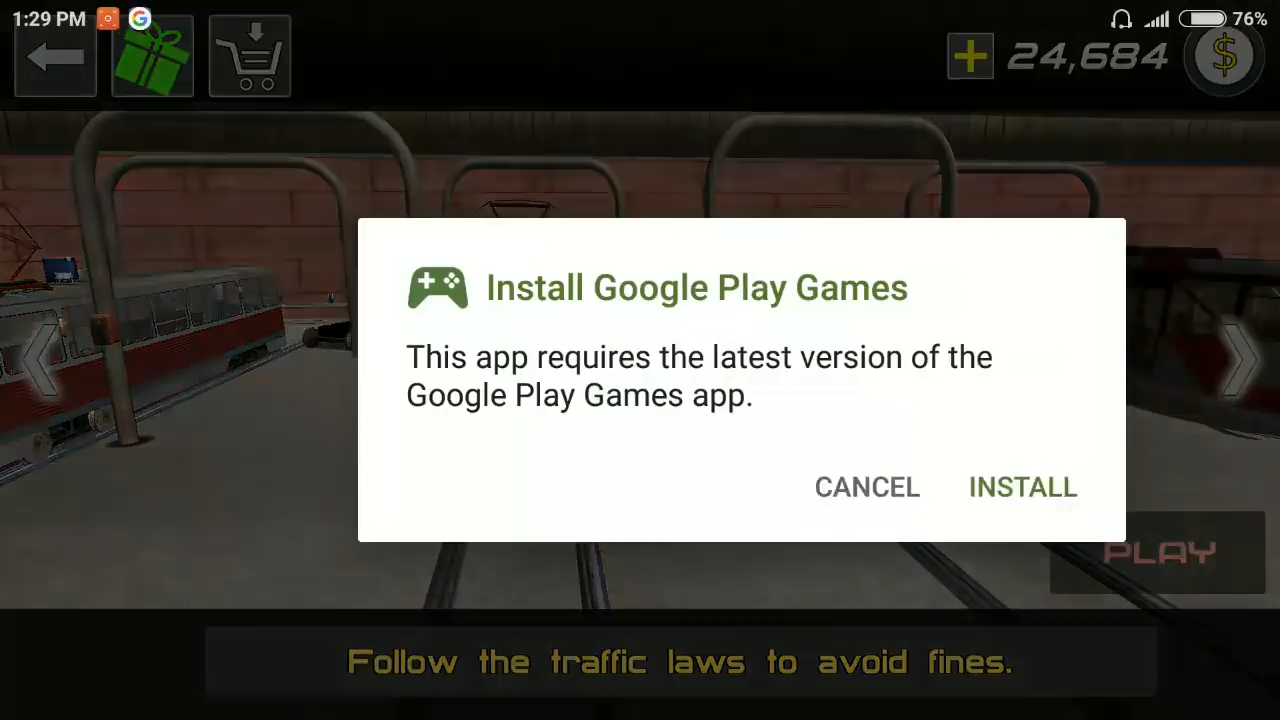 1:29 PM
76%
24,684
Install Google Play Games
This app requires the latest version of the
Google Play Games app.
CANCEL
INSTALL
PLAY
Follow the traffic laws to avoid fines.